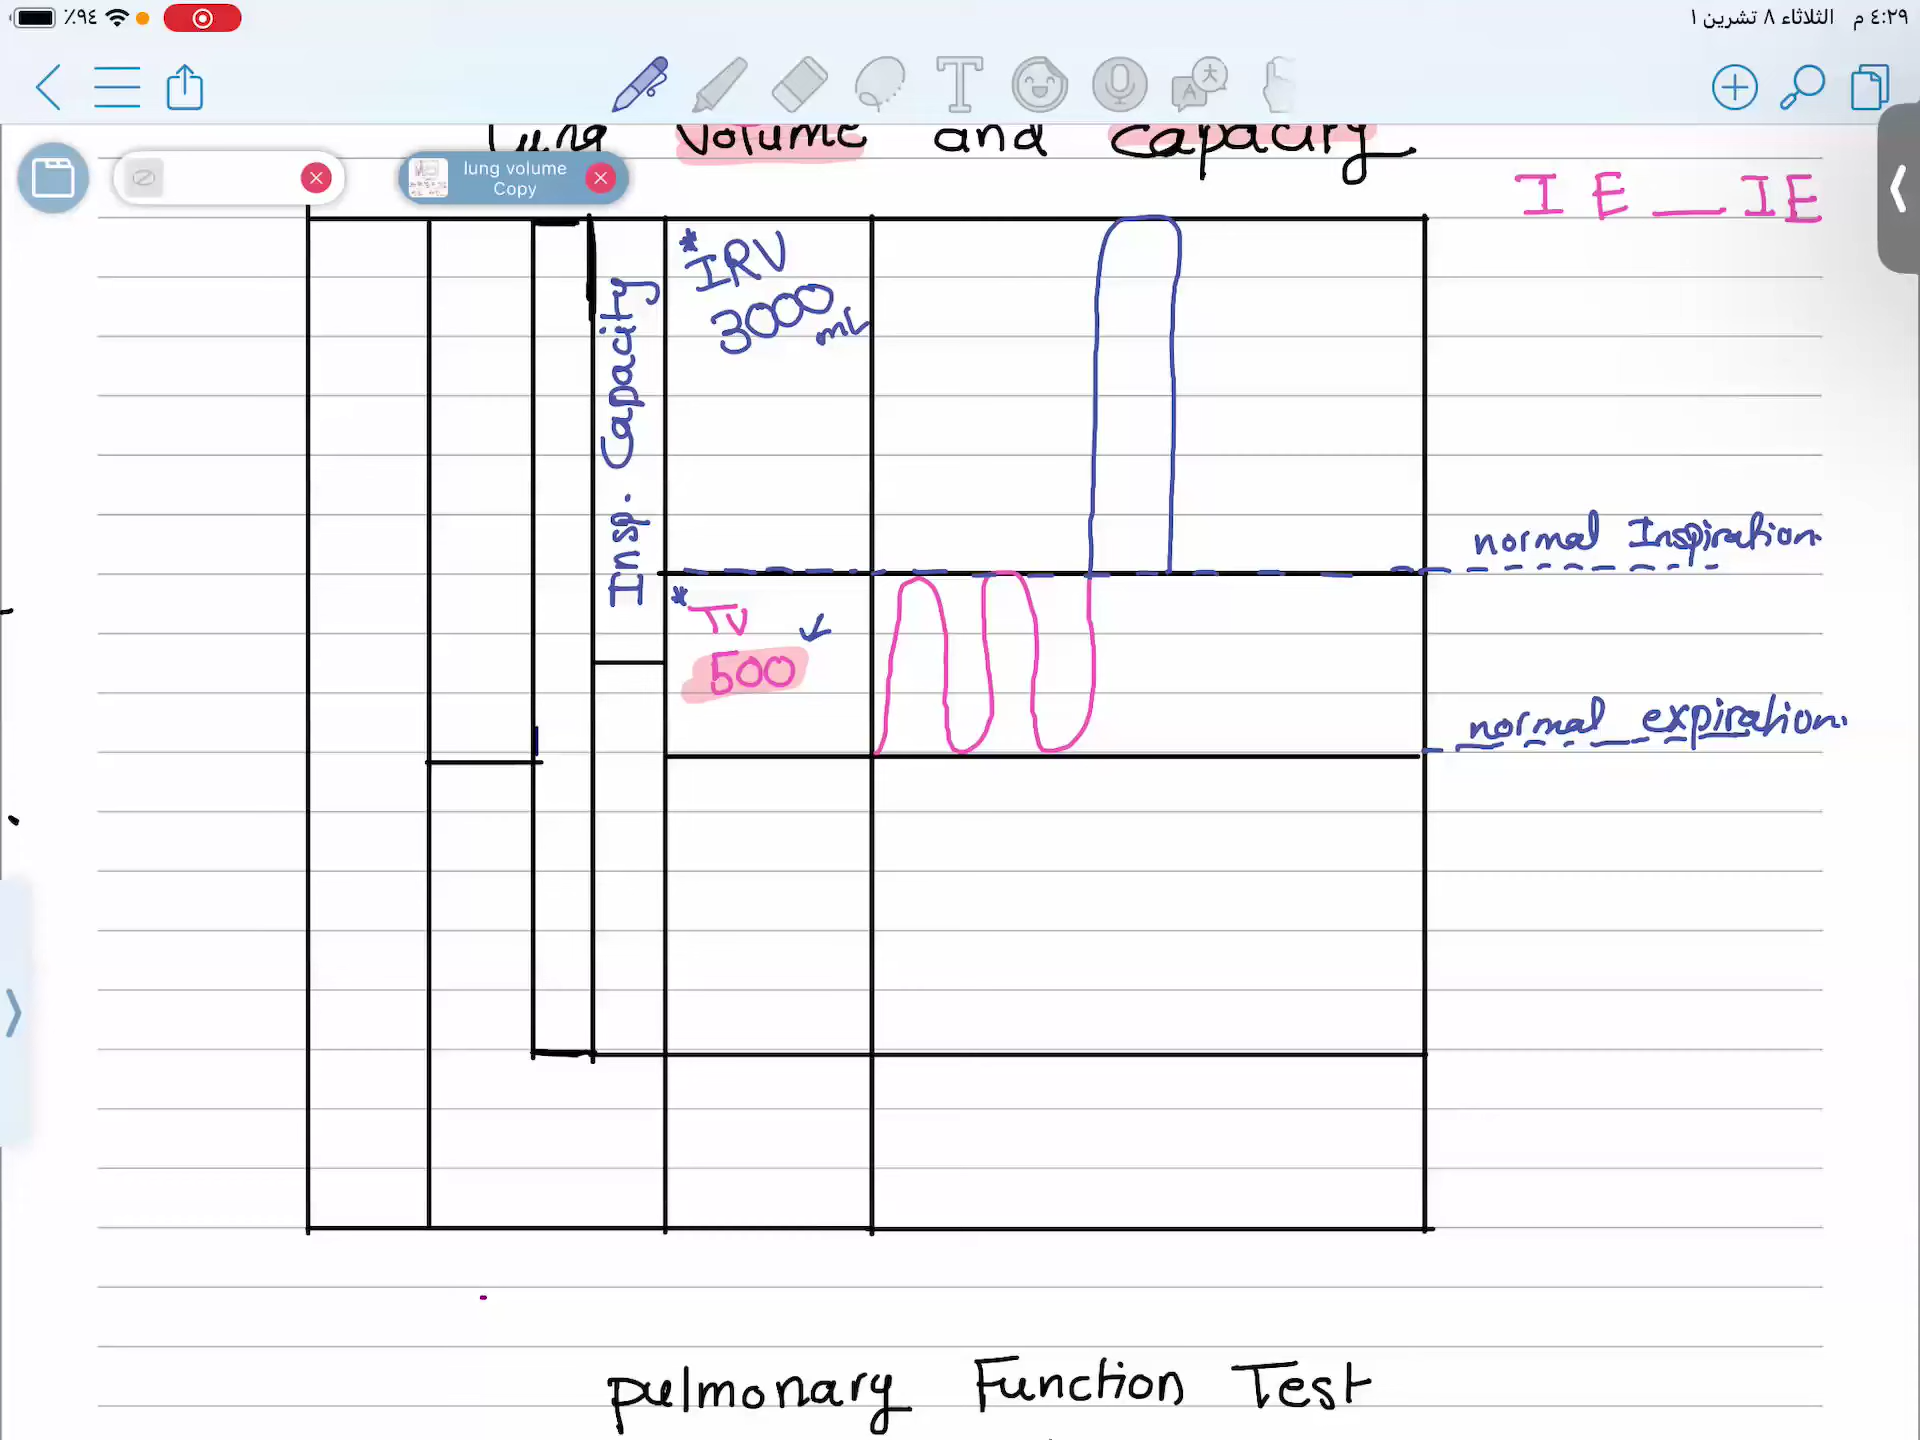 ٪٩٤
٤:٢٩ م الثلاثاء ٨ تشرين ١
Lung Volume and Capacity
lung volume
Copy
I E __ IE
*IRV
3000
mL
Insp. Capacity
normal Inspiration
*TV
500
normal expiration
pulmonary Function Test